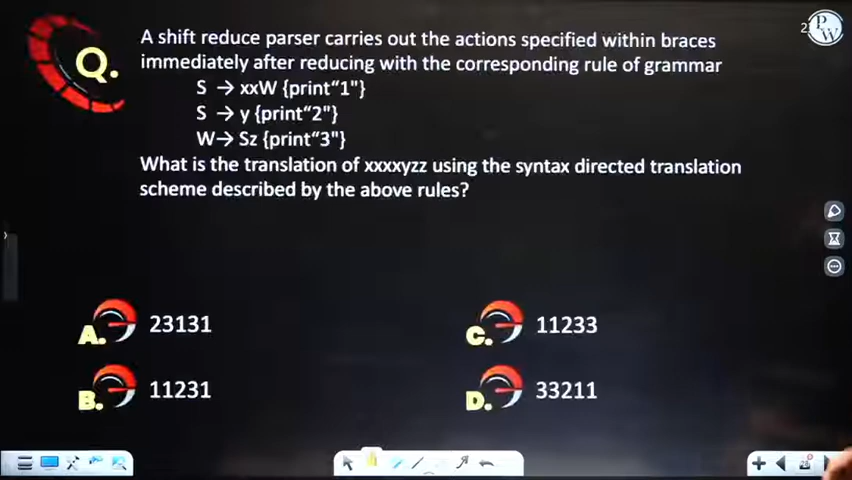 Q.
A shift reduce parser carries out the actions specified within braces
immediately after reducing with the corresponding rule of grammar
S → xxW {print“1"}
S → y {print“2"}
W→ Sz {print“3"}
What is the translation of xxxxyzz using the syntax directed translation
scheme described by the above rules?
A. 23131
B. 11231
C. 11233
D. 33211
P
W